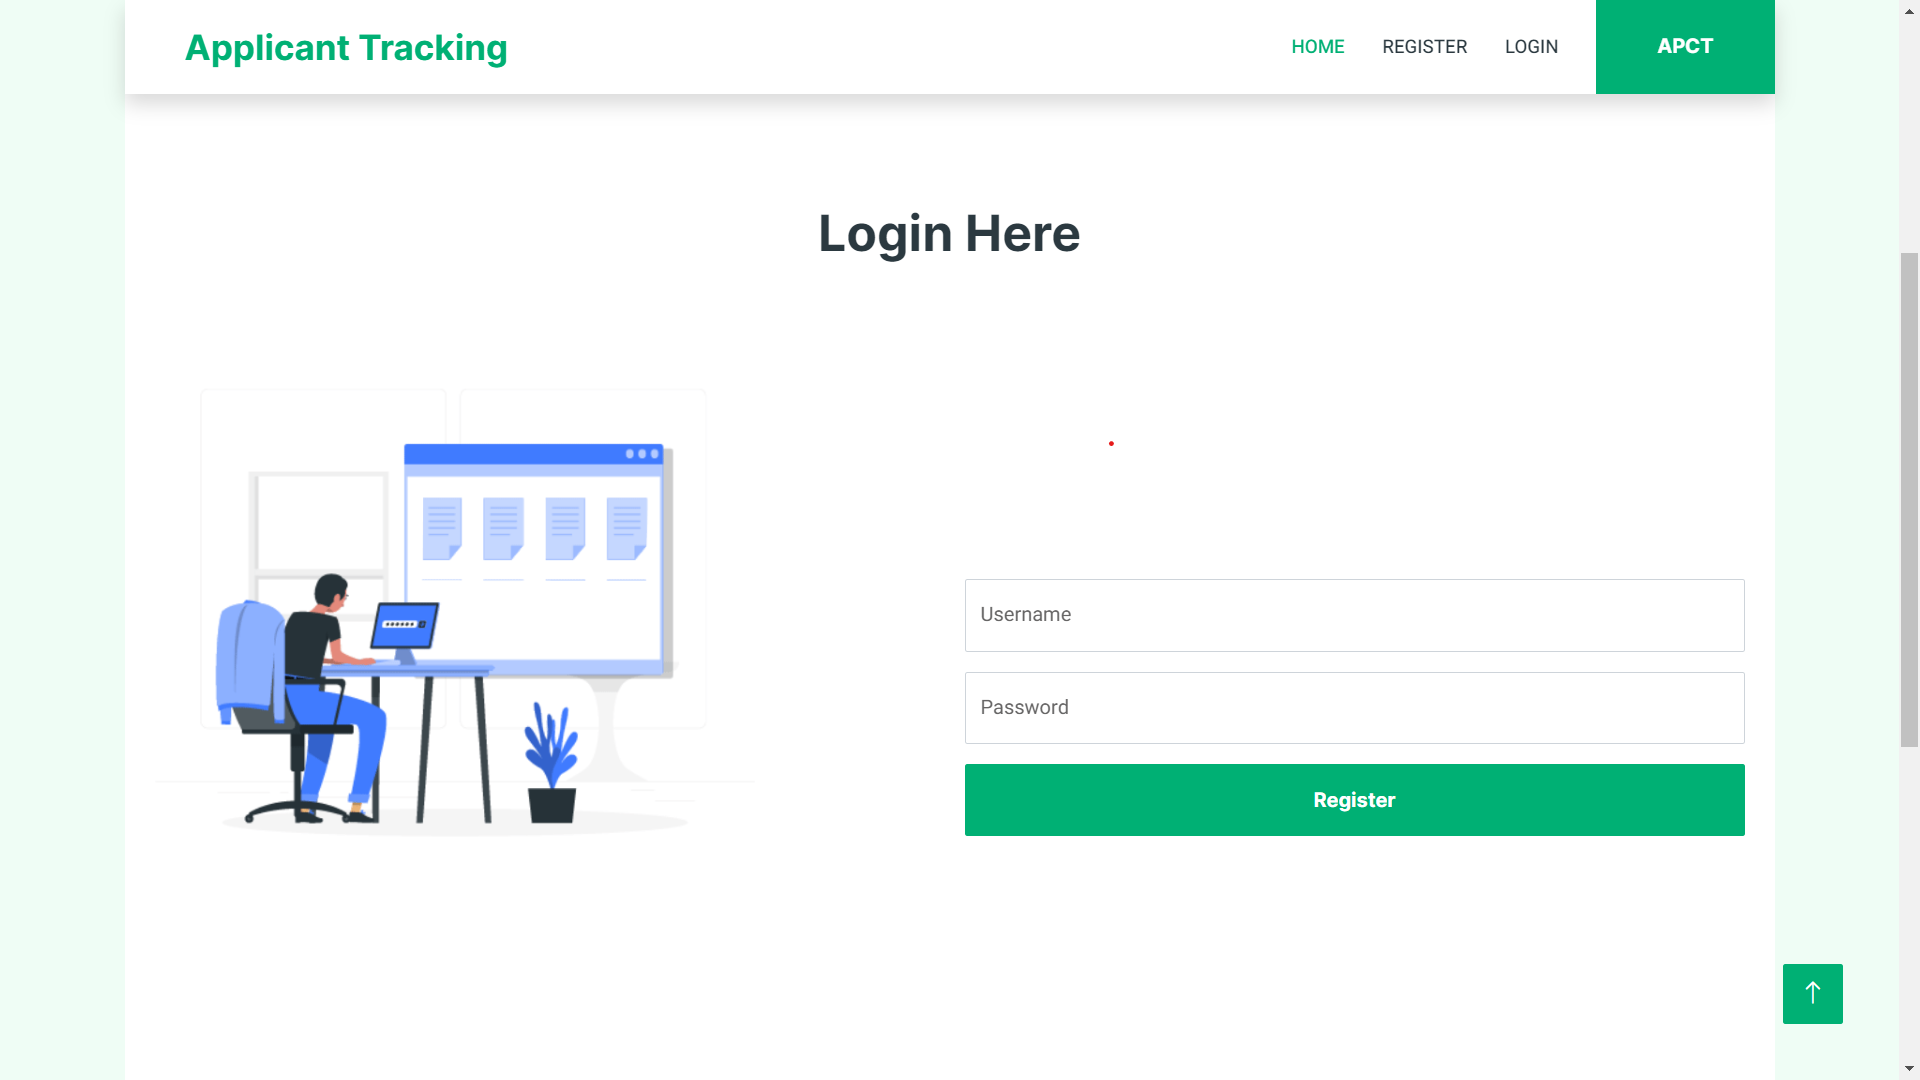 Applicant Tracking
HOME
REGISTER
LOGIN
APCT
Login Here
Username
Password
Register